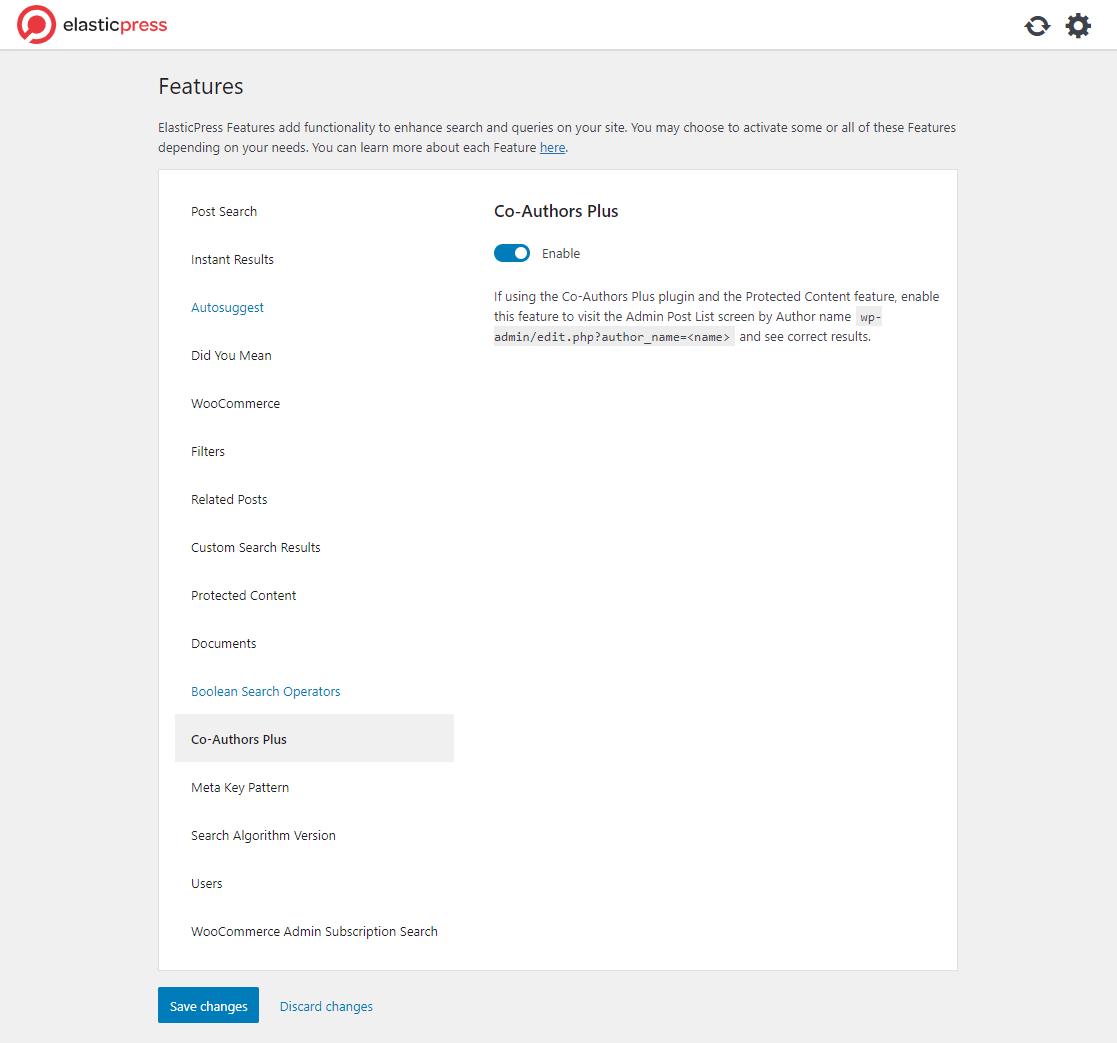 elasticpress
Features
ElasticPress Features add functionality to enhance search and queries on your site. You may choose to activate some or all of these Features
depending on your needs. You can learn more about each Feature here.
Post Search
Instant Results
Autosuggest
Did You Mean
WooCommerce
Filters
Related Posts
Custom Search Results
Protected Content
Documents
Boolean Search Operators
Co-Authors Plus
Meta Key Pattern
Search Algorithm Version
Users
WooCommerce Admin Subscription Search
Co-Authors Plus
Enable
If using the Co-Authors Plus plugin and the Protected Content feature, enable
this feature to visit the Admin Post List screen by Author name wp-
admin/edit.php?author_name=<name> and see correct results.
Save changes
Discard changes